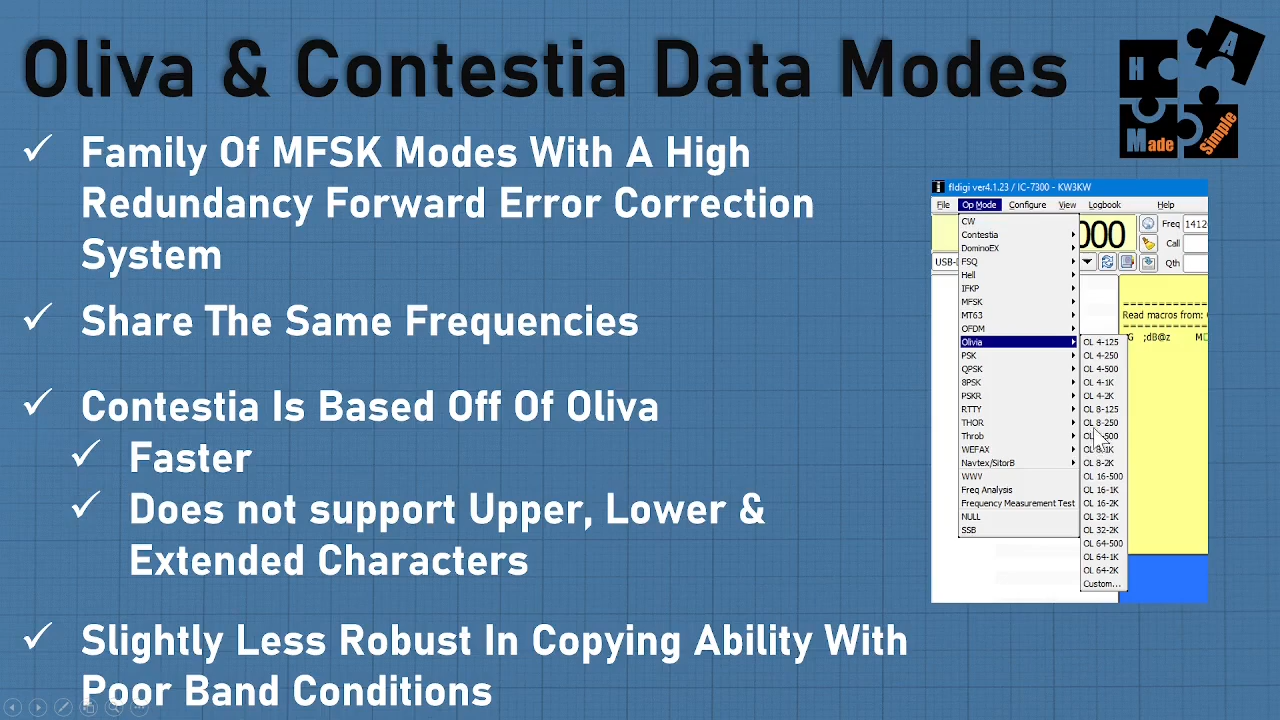 Oliva & Contestia Data Modes
H
A
Made
Simple
Family Of MFSK Modes With A High
Redundancy Forward Error Correction
System
Share The Same Frequencies
Contestia Is Based Off Of Oliva
Faster
Does not support Upper, Lower &
Extended Characters
Slightly Less Robust In Copying Ability With
Poor Band Conditions
fldigi ver4.1.23 / IC-7300 - KW3KW
File Op Mode Configure View Logbook Help
CW
Contestia
DominoEX
FSQ
Hell
IFKP
MFSK
MT63
OFDM
Olivia
PSK
QPSK
8PSK
PSKR
RTTY
THOR
Throb
WEFAX
Navtex/SitorB
WWV
Freq Analysis
Frequency Measurement Test
NULL
SSB
OL 4-125
OL 4-250
OL 4-500
OL 4-1K
OL 4-2K
OL 8-125
OL 8-250
OL 8-1K
OL 8-2K
OL 16-500
OL 16-1K
OL 16-2K
OL 32-1K
OL 32-2K
OL 64-500
OL 64-1K
OL 64-2K
Custom...
000
Freq 1412
Call
Qth
USB-
Read macros from:
;dB@z